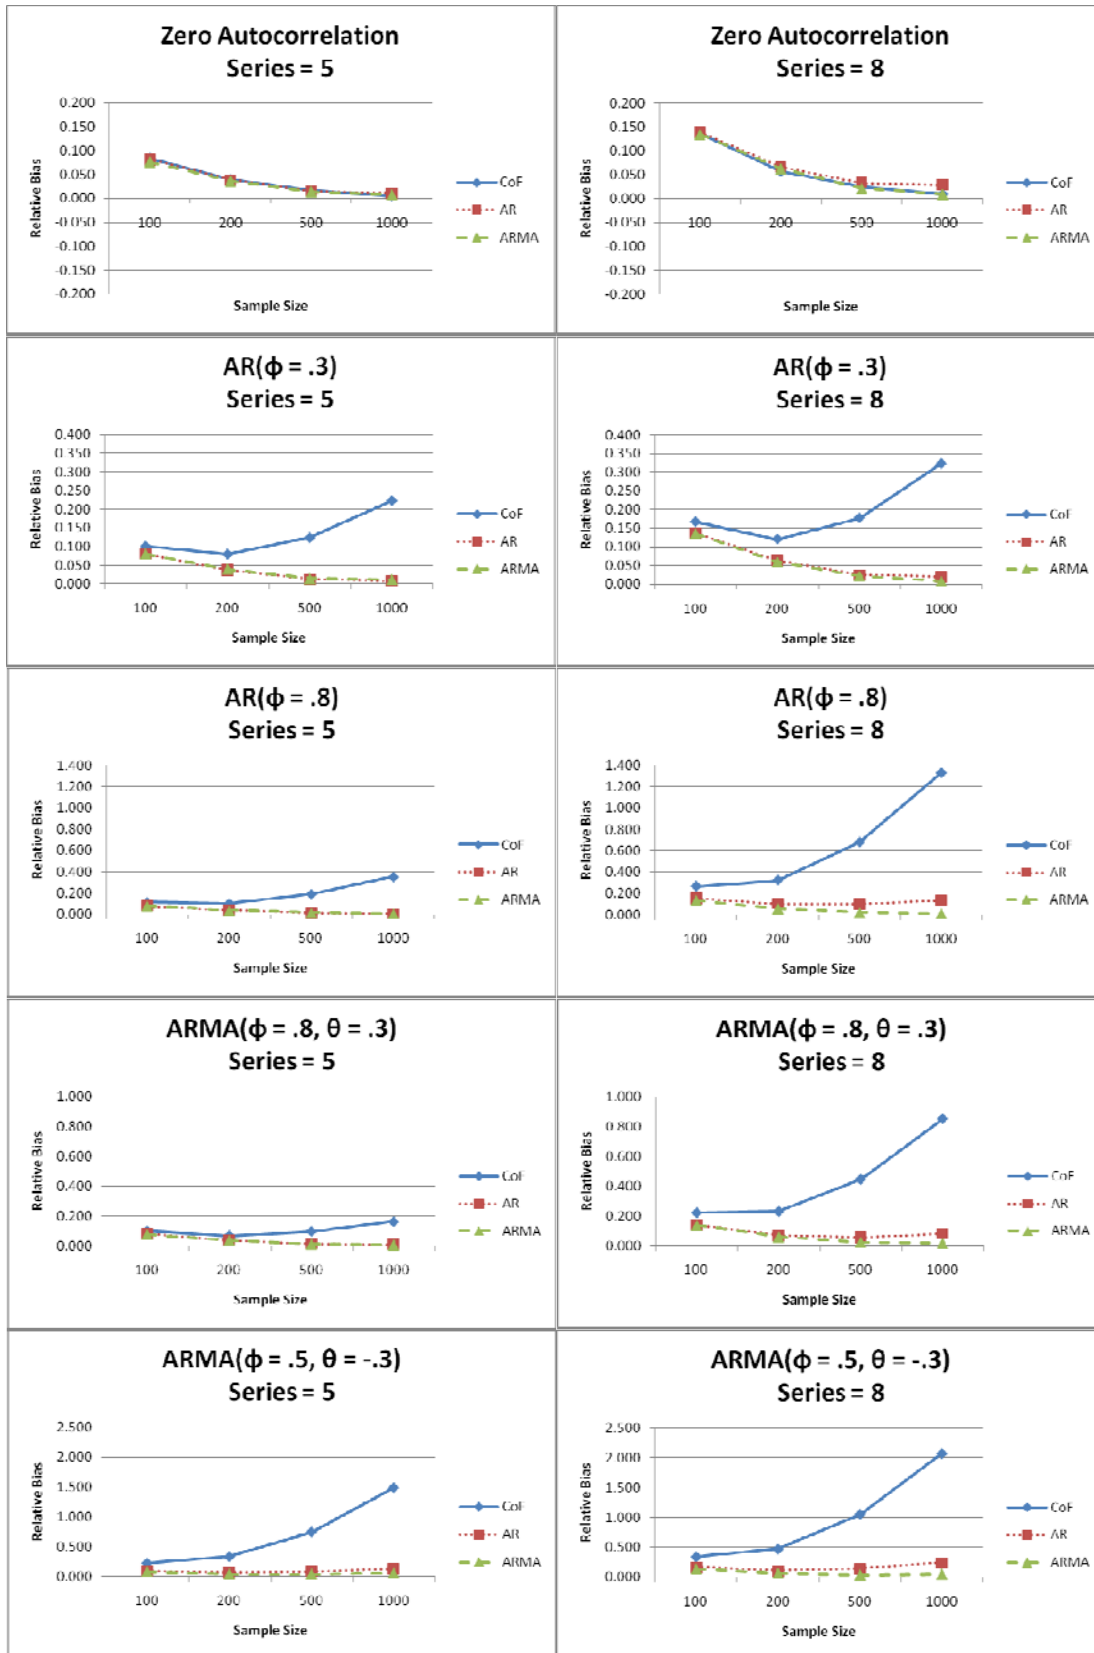 Zero Autocorrelation
Series = 5
0.200
0.150
0.100
0.050
0.000
-0.050
-0.100
-0.150
-0.200
Relative Bias
100 200 500 1000
Sample Size
CoF
AR
ARMA
Zero Autocorrelation
Series = 8
0.200
0.150
0.100
0.050
0.000
-0.050
-0.100
-0.150
-0.200
Relative Bias
100 200 500 1000
Sample Size
CoF
AR
ARMA
AR(ϕ = .3)
Series = 5
0.400
0.350
0.300
0.250
0.200
0.150
0.100
0.050
0.000
Relative Bias
100 200 500 1000
Sample Size
CoF
AR
ARMA
AR(ϕ = .3)
Series = 8
0.400
0.350
0.300
0.250
0.200
0.150
0.100
0.050
0.000
Relative Bias
100 200 500 1000
Sample Size
CoF
AR
ARMA
AR(ϕ = .8)
Series = 5
1.400
1.200
1.000
0.800
0.600
0.400
0.200
0.000
Relative Bias
100 200 500 1000
Sample Size
CoF
AR
ARMA
AR(ϕ = .8)
Series = 8
1.400
1.200
1.000
0.800
0.600
0.400
0.200
0.000
Relative Bias
100 200 500 1000
Sample Size
CoF
AR
ARMA
ARMA(ϕ = .8, θ = .3)
Series = 5
1.000
0.800
0.600
0.400
0.200
0.000
Relative Bias
100 200 500 1000
Sample Size
CoF
AR
ARMA
ARMA(ϕ = .8, θ = .3)
Series = 8
1.000
0.800
0.600
0.400
0.200
0.000
Relative Bias
100 200 500 1000
Sample Size
CoF
AR
ARMA
ARMA(ϕ = .5, θ = -.3)
Series = 5
2.500
2.000
1.500
1.000
0.500
0.000
Relative Bias
100 200 500 1000
Sample Size
CoF
AR
ARMA
ARMA(ϕ = .5, θ = -.3)
Series = 8
2.500
2.000
1.500
1.000
0.500
0.000
Relative Bias
100 200 500 1000
Sample Size
CoF
AR
ARMA